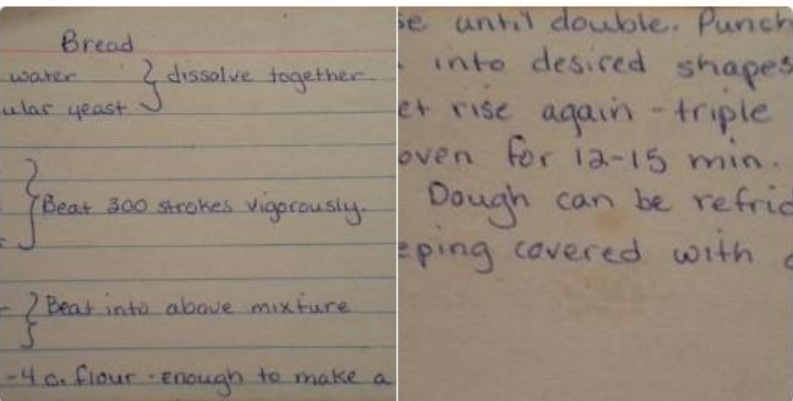 Bread
water } dissolve together
ular yeast
Beat 300 strokes vigorously.
Beat into above mixture
-4 c. flour - enough to make a
se until double. Punch
into desired shapes
et rise again - triple
oven for 12-15 min.
Dough can be refrig
eping covered with